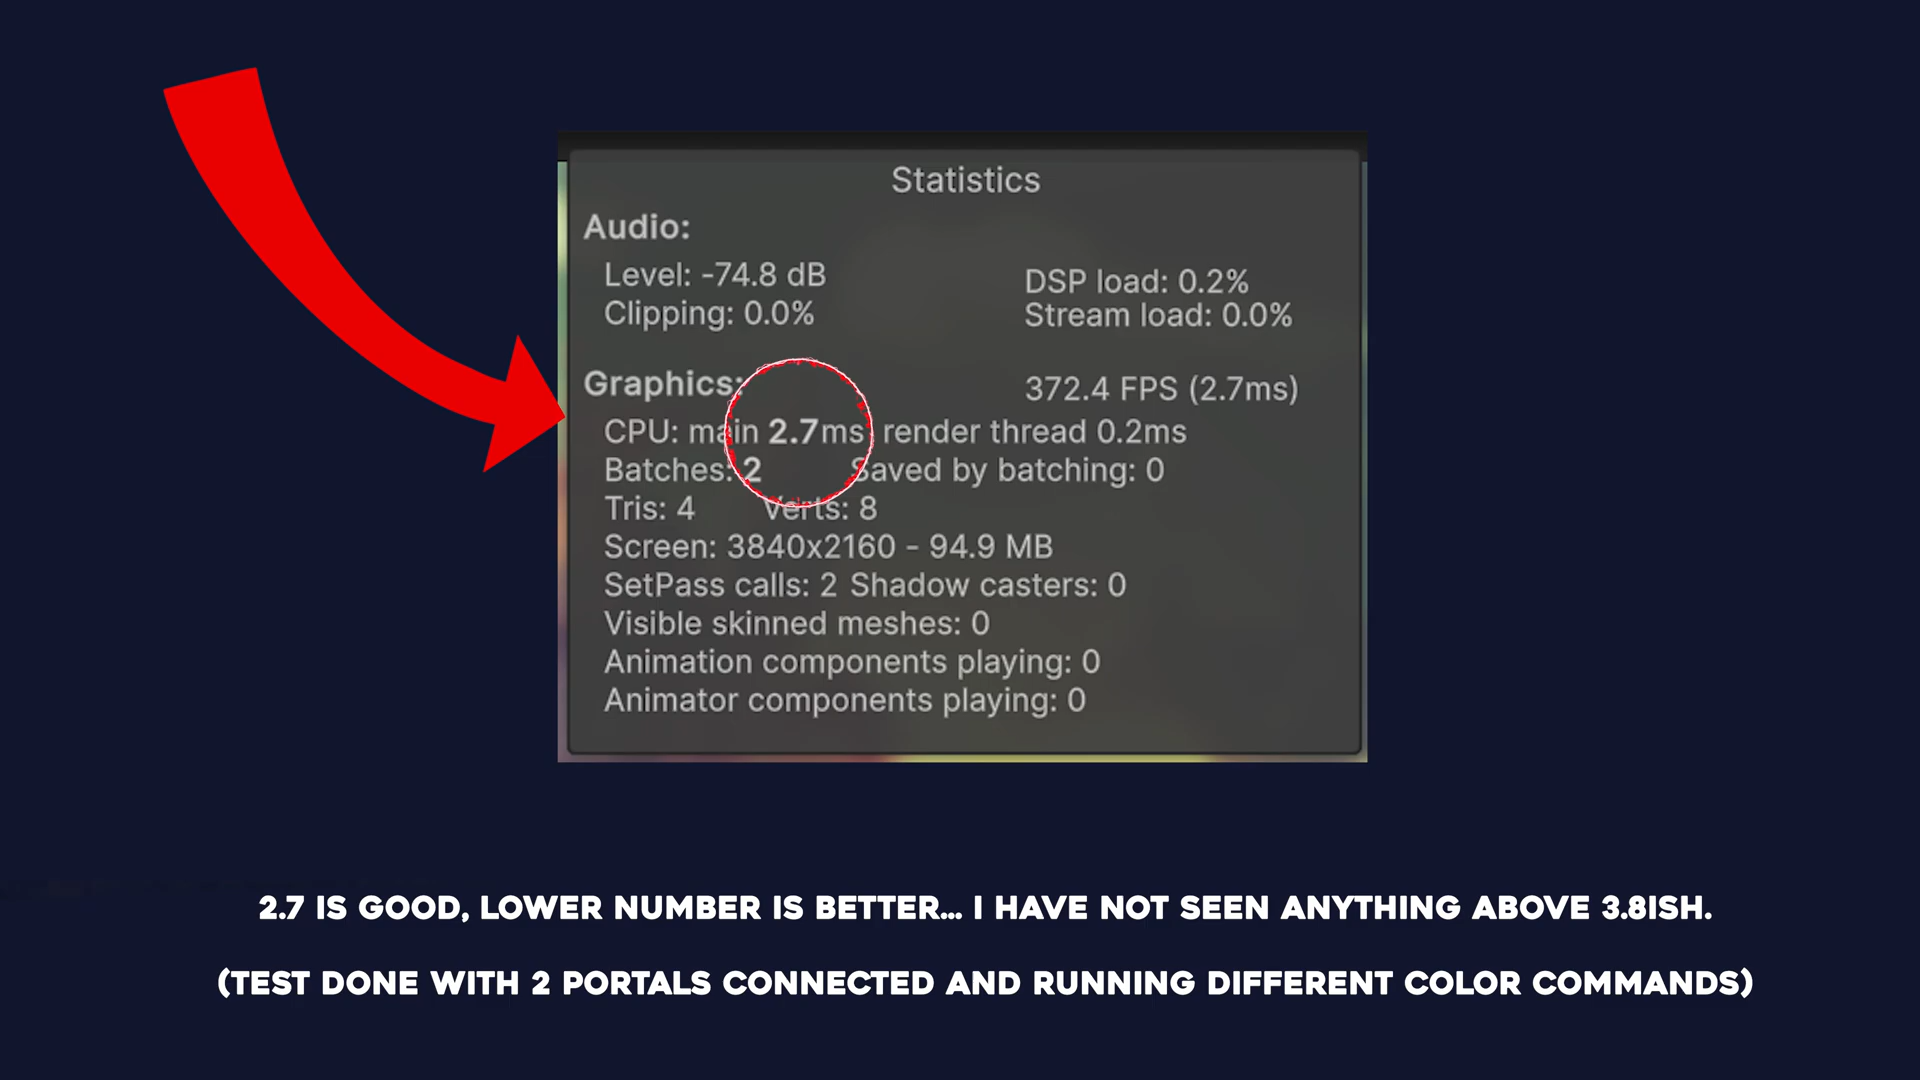 Statistics
Audio:
Level: -74.8 dB
DSP load: 0.2%
Clipping: 0.0%
Stream load: 0.0%
Graphics:
372.4 FPS (2.7ms)
CPU: main 2.7ms render thread 0.2ms
Batches: 2 Saved by batching: 0
Tris: 4 Verts: 8
Screen: 3840x2160 - 94.9 MB
SetPass calls: 2 Shadow casters: 0
Visible skinned meshes: 0
Animation components playing: 0
Animator components playing: 0
2.7 IS GOOD, LOWER NUMBER IS BETTER... I HAVE NOT SEEN ANYTHING ABOVE 3.8ISH.
(TEST DONE WITH 2 PORTALS CONNECTED AND RUNNING DIFFERENT COLOR COMMANDS)